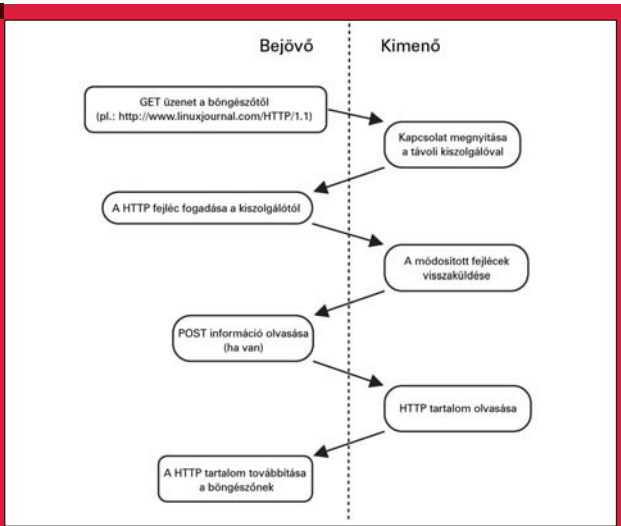 Bejövő
Kimenő
GET üzenet a böngészőtől
(pl.: http://www.linuxjournal.com/HTTP/1.1)
Kapcsolat megnyitása
a távoli kiszolgálóval
A HTTP fejléc fogadása a kiszolgálótól
A módosított fejlécek
visszaküldése
POST információ olvasása
(ha van)
HTTP tartalom olvasása
A HTTP tartalom továbbítása
a böngészőnek